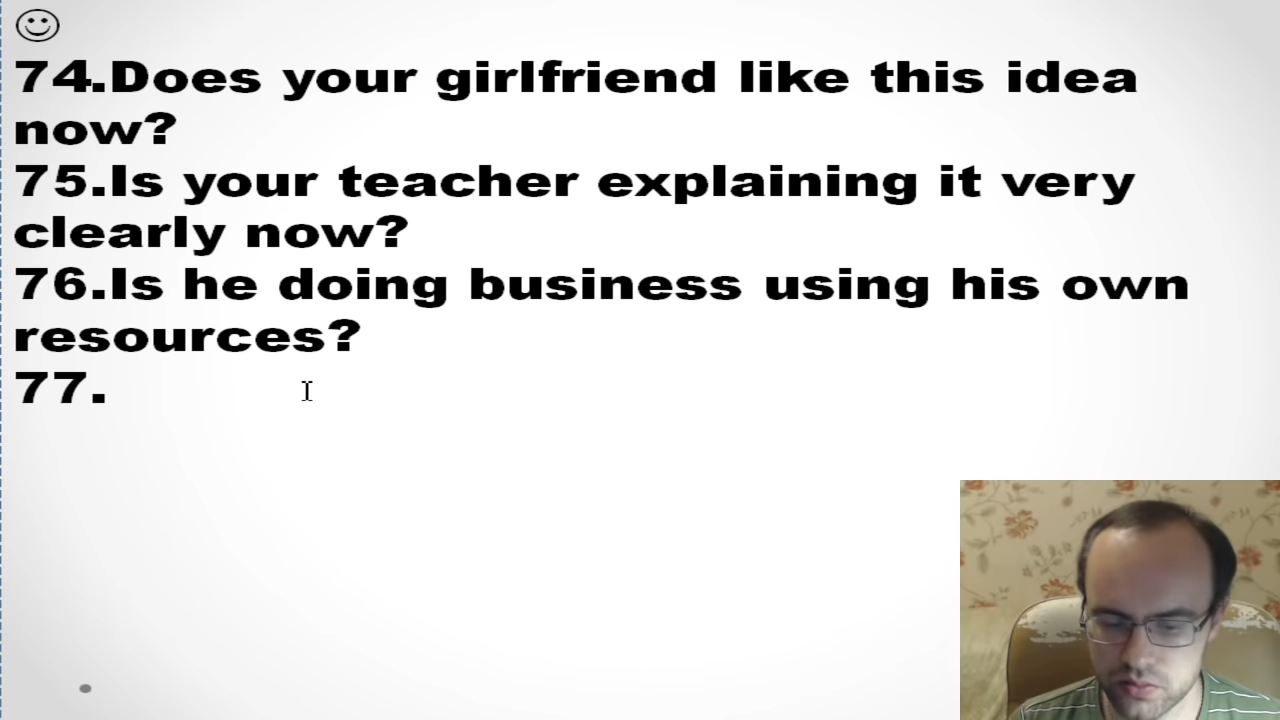 74.Does your girlfriend like this idea
now?
75.Is your teacher explaining it very
clearly now?
76.Is he doing business using his own
resources?
77.